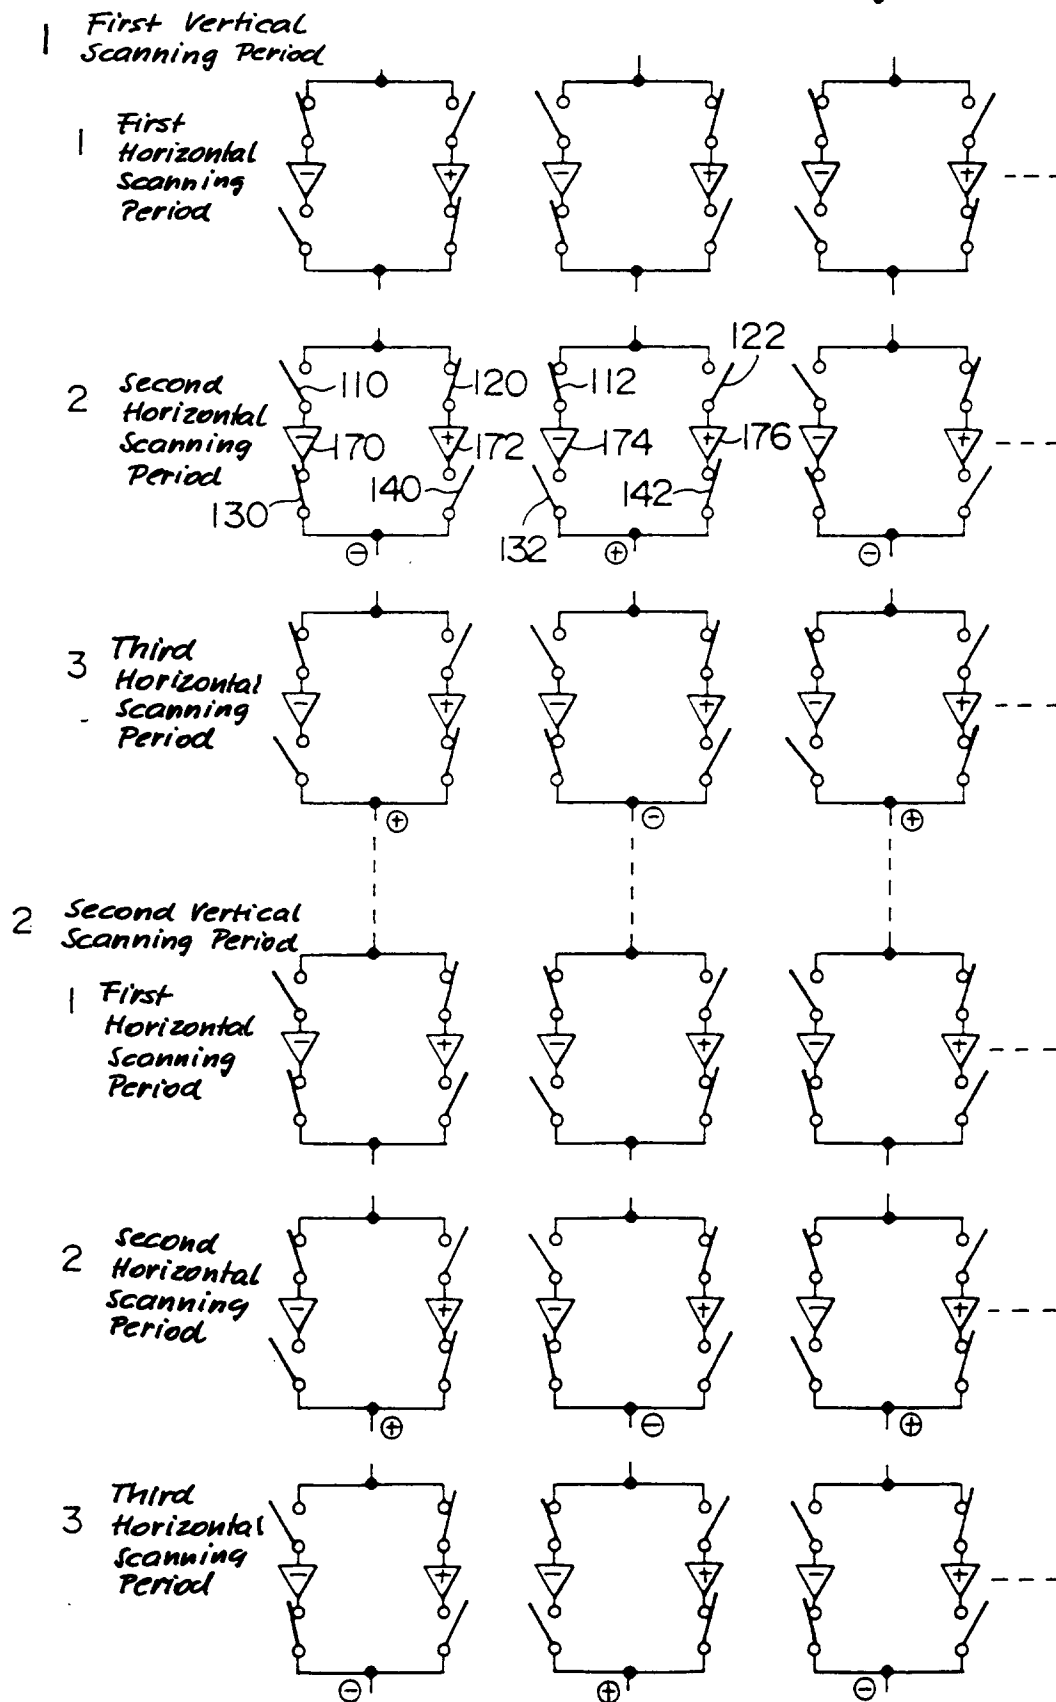 1 First Vertical
Scanning Period
1 First
Horizontal
Scanning
Period
- +
- +
- +
2 Second
Horizontal
Scanning
Period
110 120 112 122
- 170 + 172 - 174 + 176 - +
130 140 132 142
⊖ ⊕ ⊖
3 Third
Horizontal
Scanning
Period
- + - + - +
⊕ ⊖ ⊕
2 Second Vertical
Scanning Period
1 First
Horizontal
Scanning
Period
- + - + - +
2 Second
Horizontal
Scanning
Period
- + - + - +
⊕ ⊖ ⊕
3 Third
Horizontal
Scanning
Period
- + - + - +
⊖ ⊕ ⊖